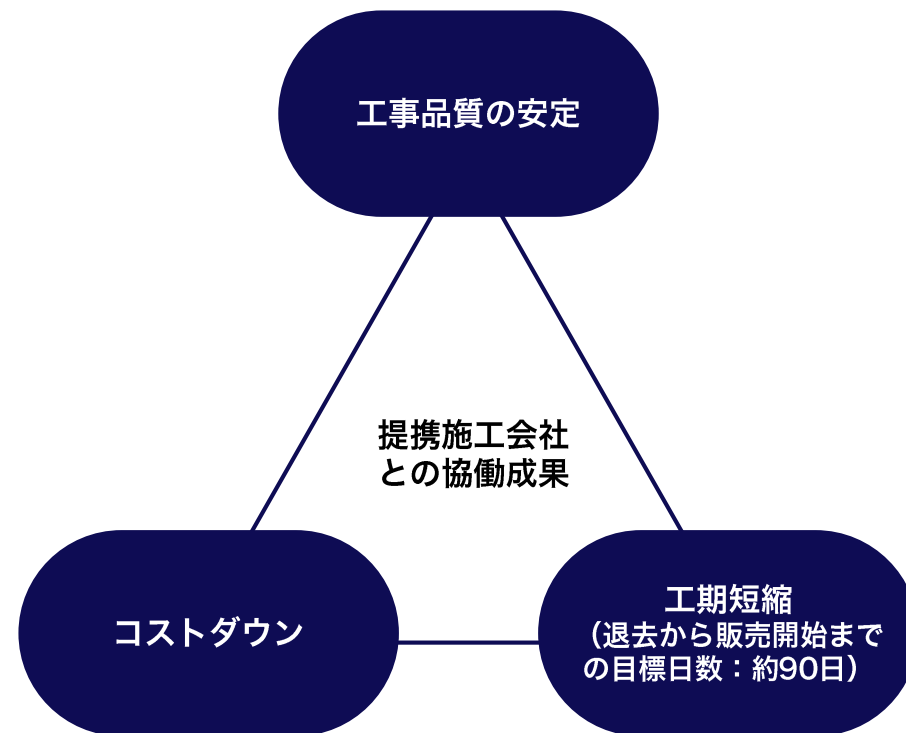 工事品質の安定
提携施工会社
との協働成果
コストダウン
工期短縮
（退去から販売開始まで
の目標日数：約90日）